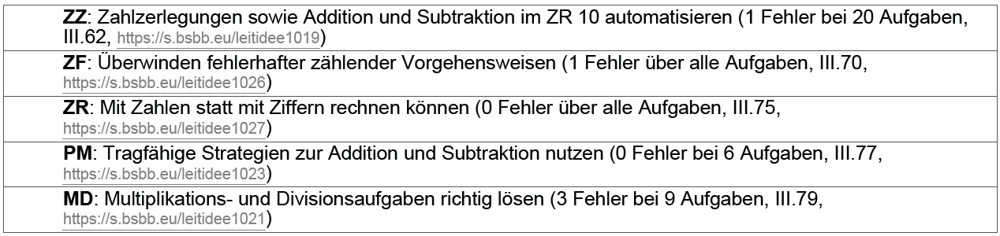 ZZ: Zahlzerlegungen sowie Addition und Subtraktion im ZR 10 automatisieren (1 Fehler bei 20 Aufgaben,
III.62, https://s.bsbb.eu/leitidee1019)
ZF: Überwinden fehlerhafter zählender Vorgehensweisen (1 Fehler über alle Aufgaben, III.70,
https://s.bsbb.eu/leitidee1026)
ZR: Mit Zahlen statt mit Ziffern rechnen können (0 Fehler über alle Aufgaben, III.75,
https://s.bsbb.eu/leitidee1027)
PM: Tragfähige Strategien zur Addition und Subtraktion nutzen (0 Fehler bei 6 Aufgaben, III.77,
https://s.bsbb.eu/leitidee1023)
MD: Multiplikations- und Divisionsaufgaben richtig lösen (3 Fehler bei 9 Aufgaben, III.79,
https://s.bsbb.eu/leitidee1021)